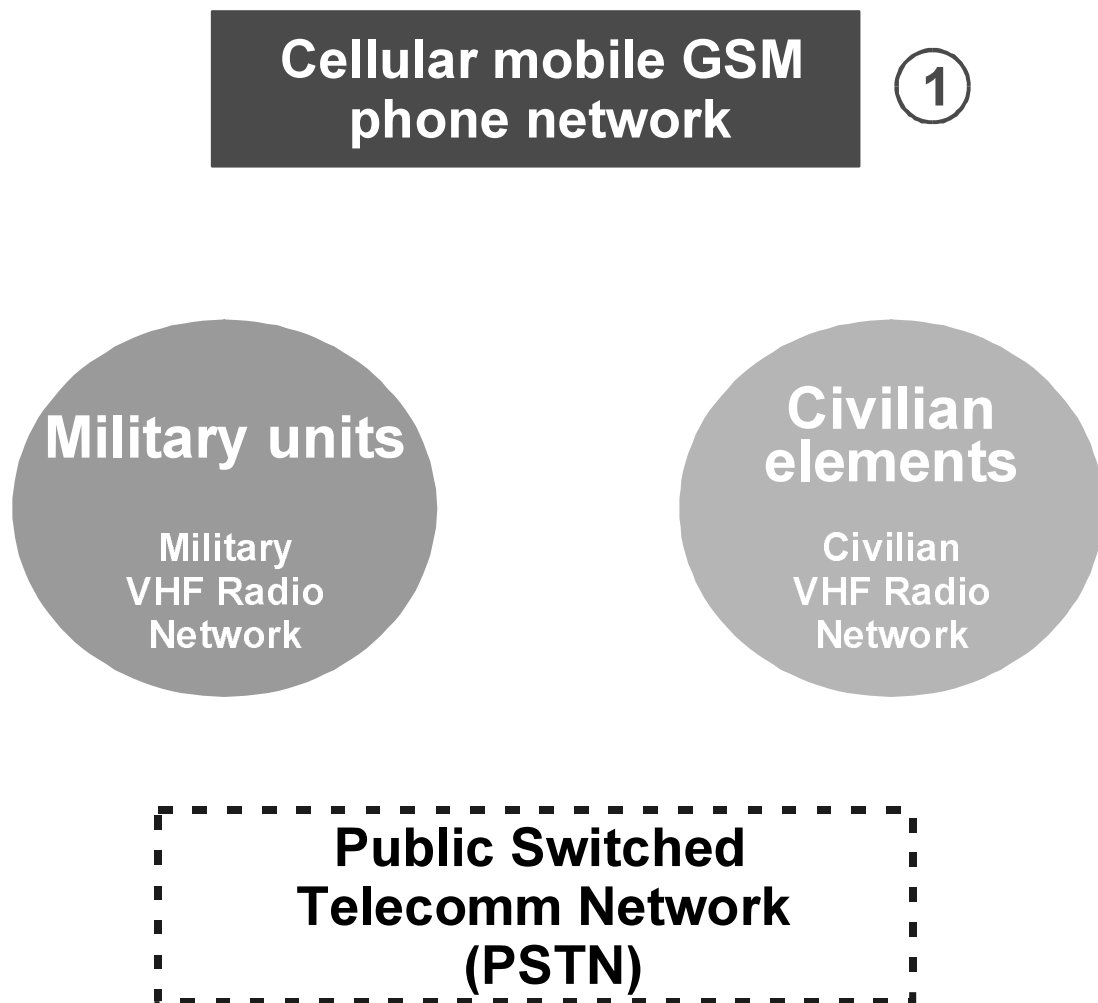 Cellular mobile GSM
phone network
1
Military units
Military
VHF Radio
Network
Civilian
elements
Civilian
VHF Radio
Network
Public Switched
Telecomm Network
(PSTN)